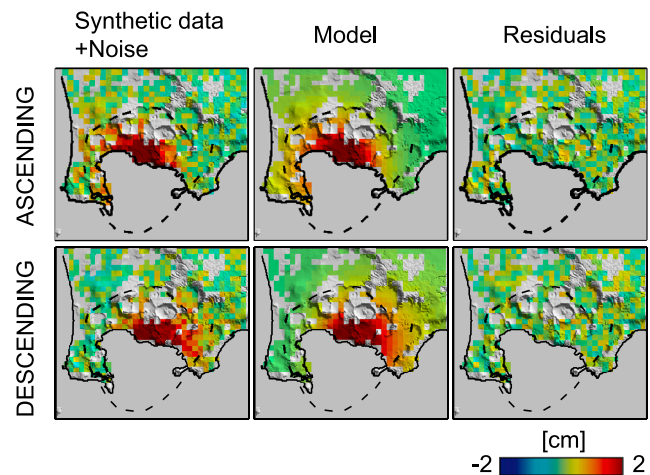 Synthetic data
+Noise
Model
Residuals
ASCENDING
DESCENDING
[cm]
-2
2